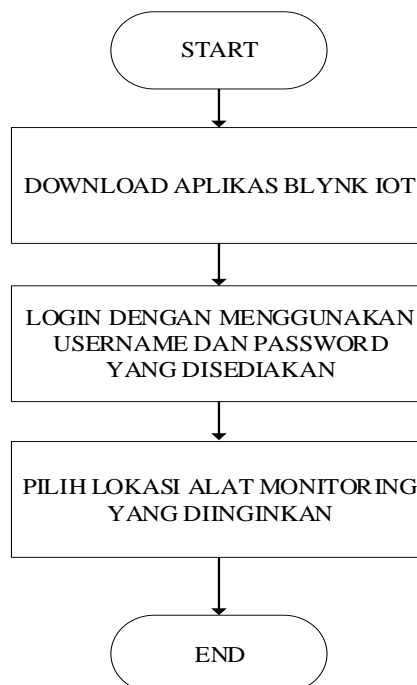 START
DOWNLOAD APLIKAS BLYNK IOT
LOGIN DENGAN MENGGUNAKAN
USERNAME DAN PASSWORD
YANG DISEDIAKAN
PILIH LOKASI ALAT MONITORING
YANG DIINGINKAN
END